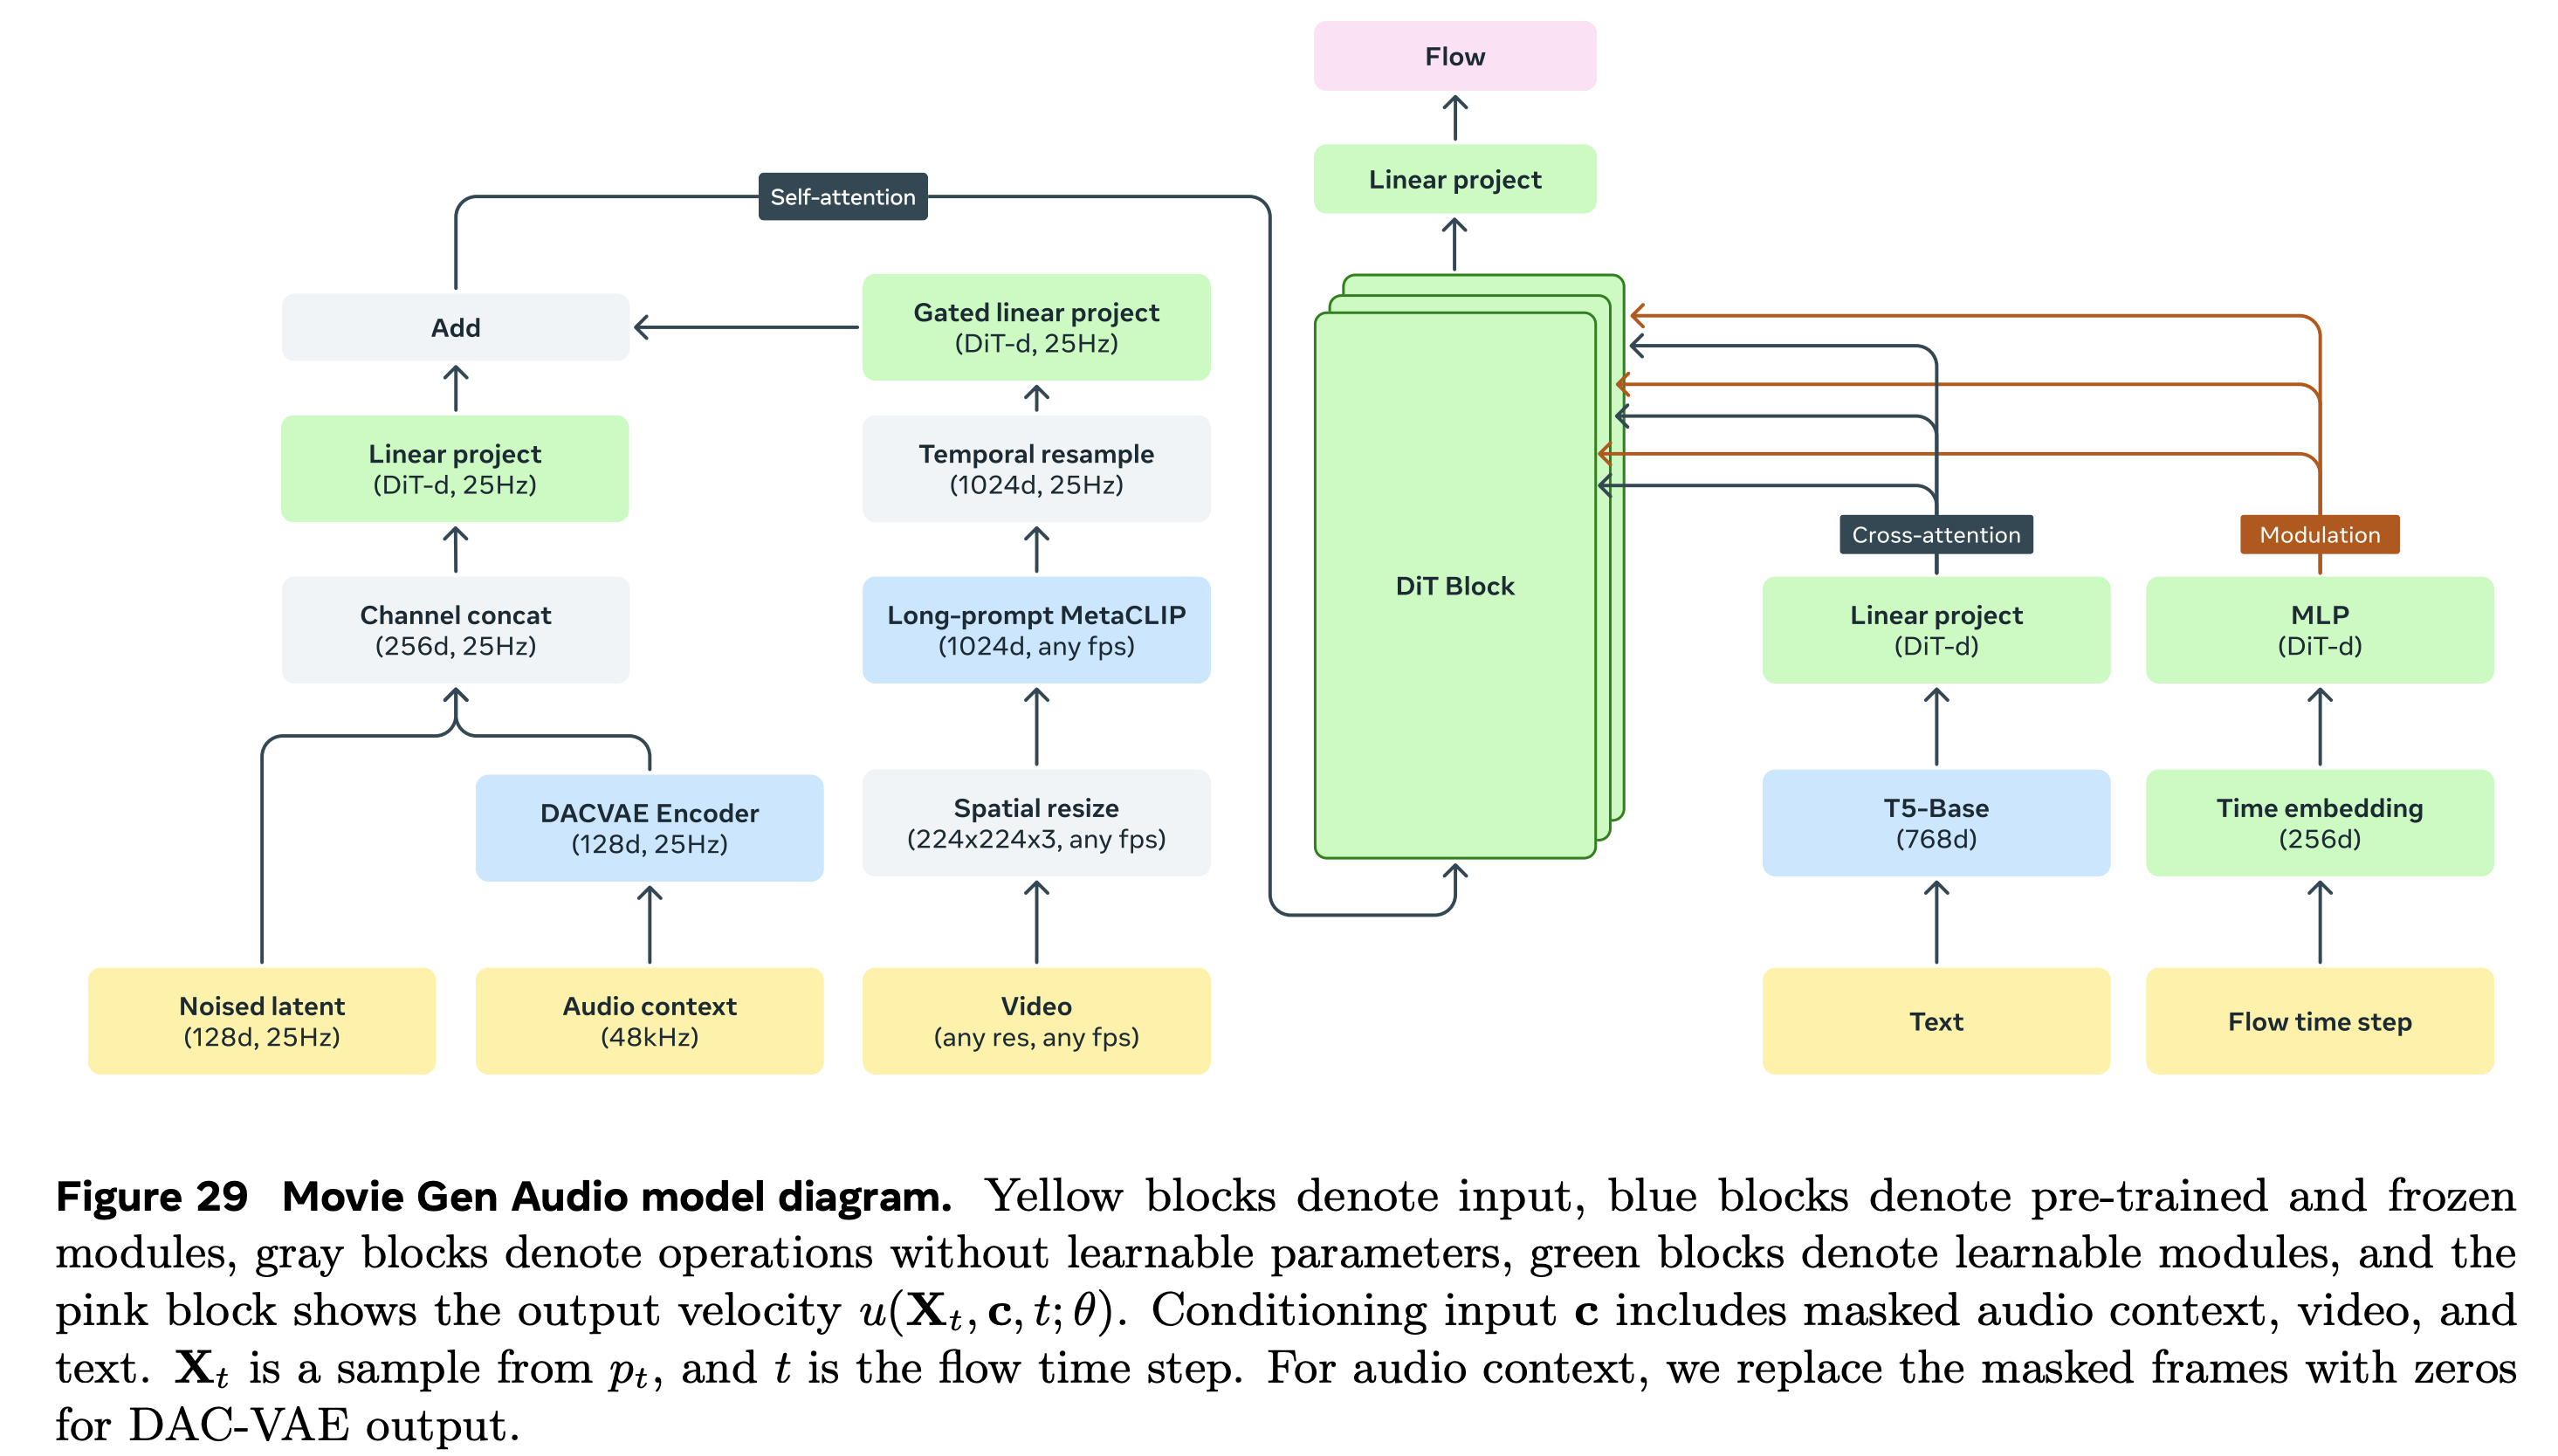 Flow
Linear project
Self-attention
Add
Gated linear project
(DiT-d, 25Hz)
Linear project
(DiT-d, 25Hz)
Temporal resample
(1024d, 25Hz)
Channel concat
(256d, 25Hz)
Long-prompt MetaCLIP
(1024d, any fps)
DACVAE Encoder
(128d, 25Hz)
Spatial resize
(224x224x3, any fps)
Noised latent
(128d, 25Hz)
Audio context
(48kHz)
Video
(any res, any fps)
DiT Block
Cross-attention
Modulation
Linear project
(DiT-d)
MLP
(DiT-d)
T5-Base
(768d)
Time embedding
(256d)
Text
Flow time step
Figure 29 Movie Gen Audio model diagram. Yellow blocks denote input, blue blocks denote pre-trained and frozen
modules, gray blocks denote operations without learnable parameters, green blocks denote learnable modules, and the
pink block shows the output velocity u(X_t, c, t; θ). Conditioning input c includes masked audio context, video, and
text. X_t is a sample from p_t, and t is the flow time step. For audio context, we replace the masked frames with zeros
for DAC-VAE output.